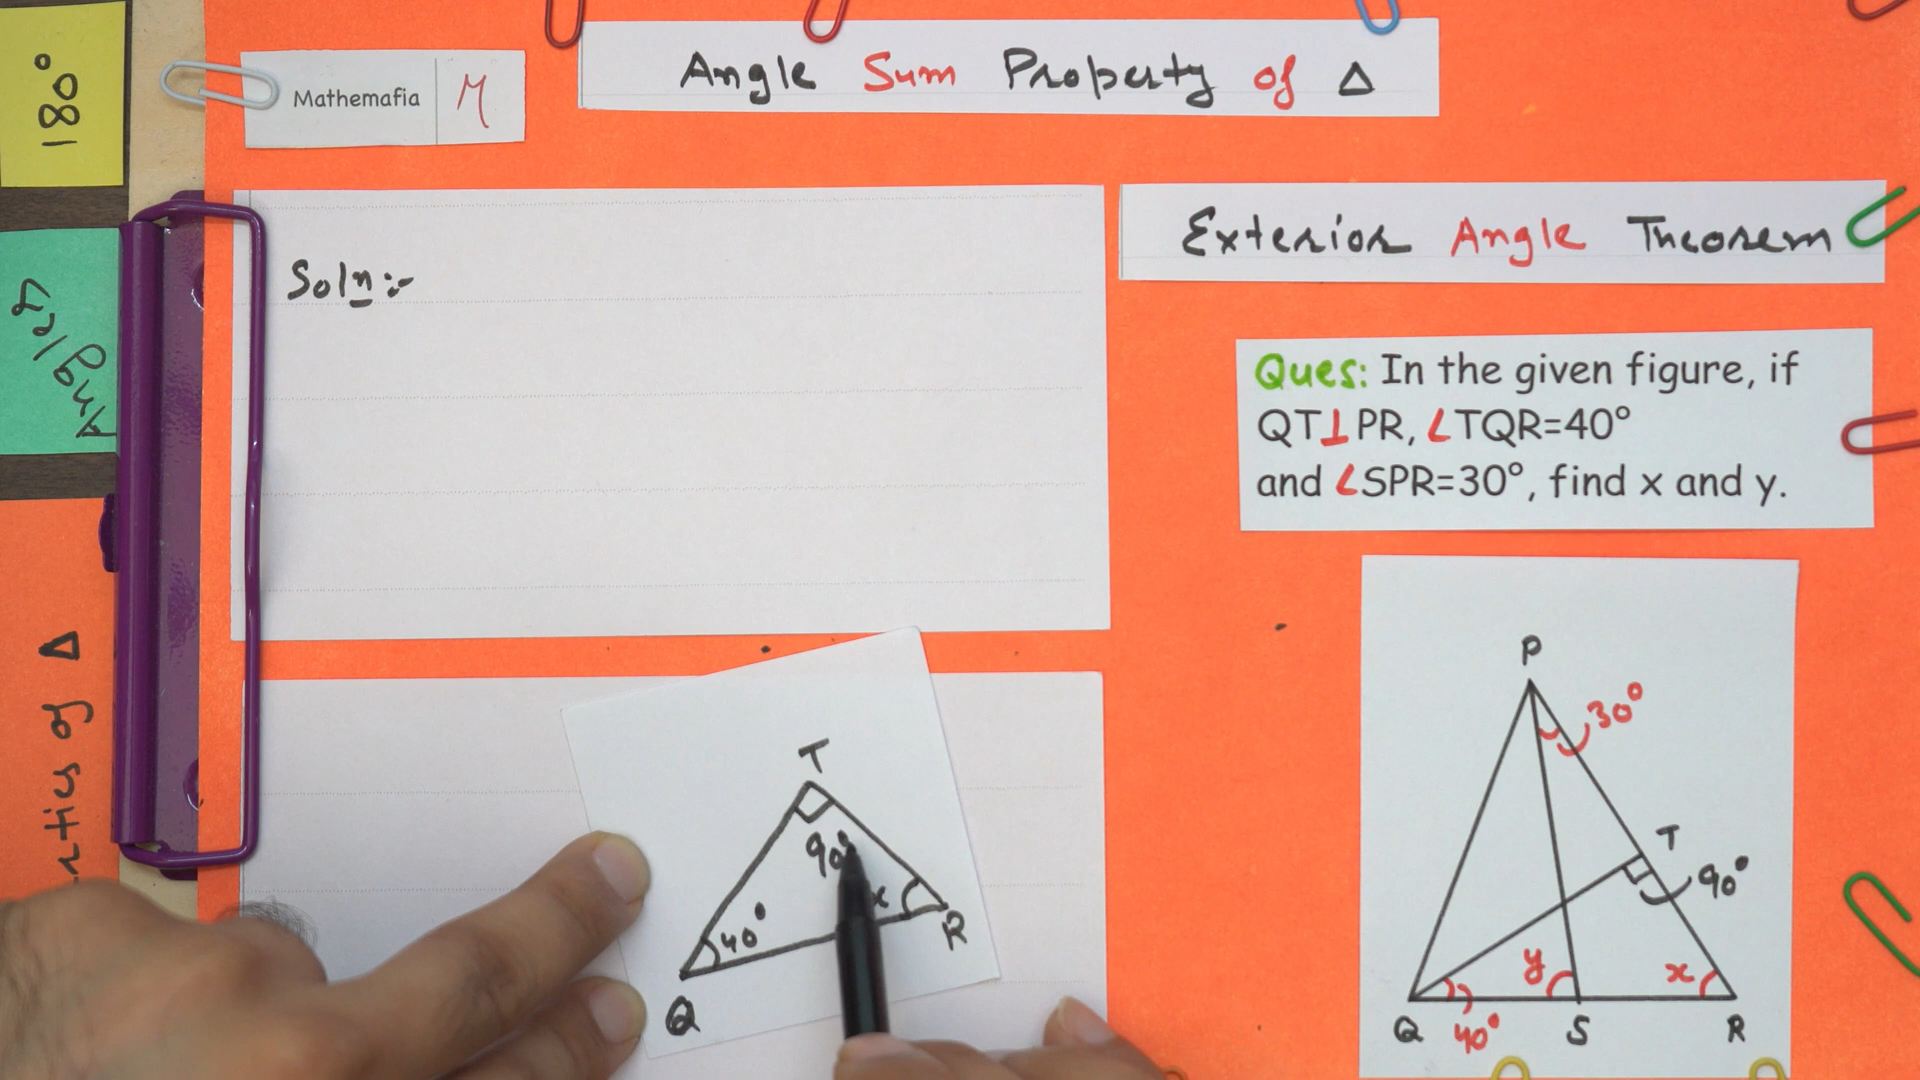 180°
Angles
rties of Δ
Mathemafia M
Angle Sum Property of Δ
Exterior Angle Theorem
Soln:-
Ques: In the given figure, if
QT⊥PR, ∠TQR=40°
and ∠SPR=30°, find x and y.
T
90°
40°
x
R
Q
P
30°
T
90°
y
x
Q
40°
S
R